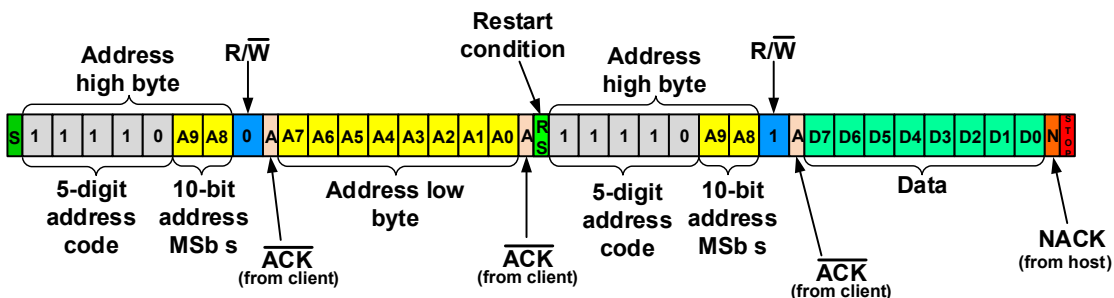 Restart
condition
Address
high byte
R/W
Address
high byte
R/W
S 1 1 1 1 0 A9 A8 0 A A7 A6 A5 A4 A3 A2 A1 A0 A RS 1 1 1 1 0 A9 A8 1 A D7 D6 D5 D4 D3 D2 D1 D0 N STOP
5-digit
address
code
10-bit
address
MSb s
Address low
byte
5-digit
address
code
10-bit
address
MSb s
Data
ACK
(from client)
ACK
(from client)
ACK
(from client)
NACK
(from host)